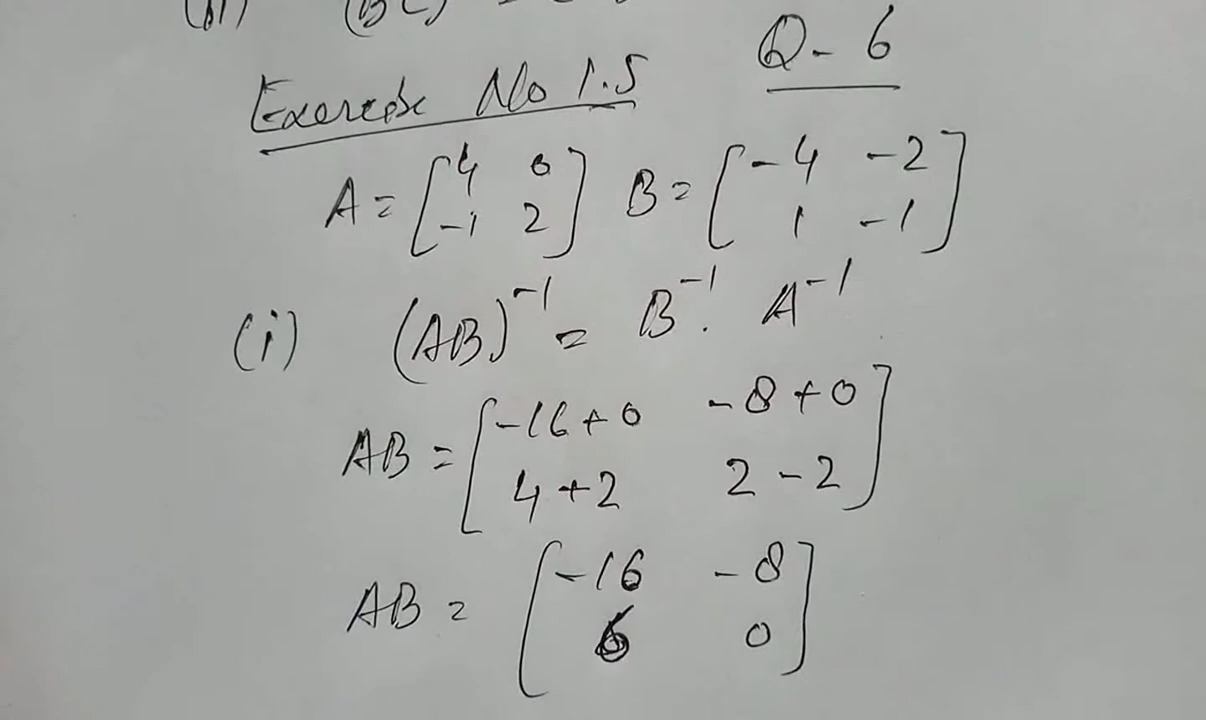 Exercise No 1.5 Q-6
A = [4 0 -1 2] B = [-4 -2 1 -1]
(i) (AB)⁻¹ = B⁻¹. A⁻¹
AB = [-16+0 -8+0
4+2 2-2]
AB = [-16 -8
6 0]